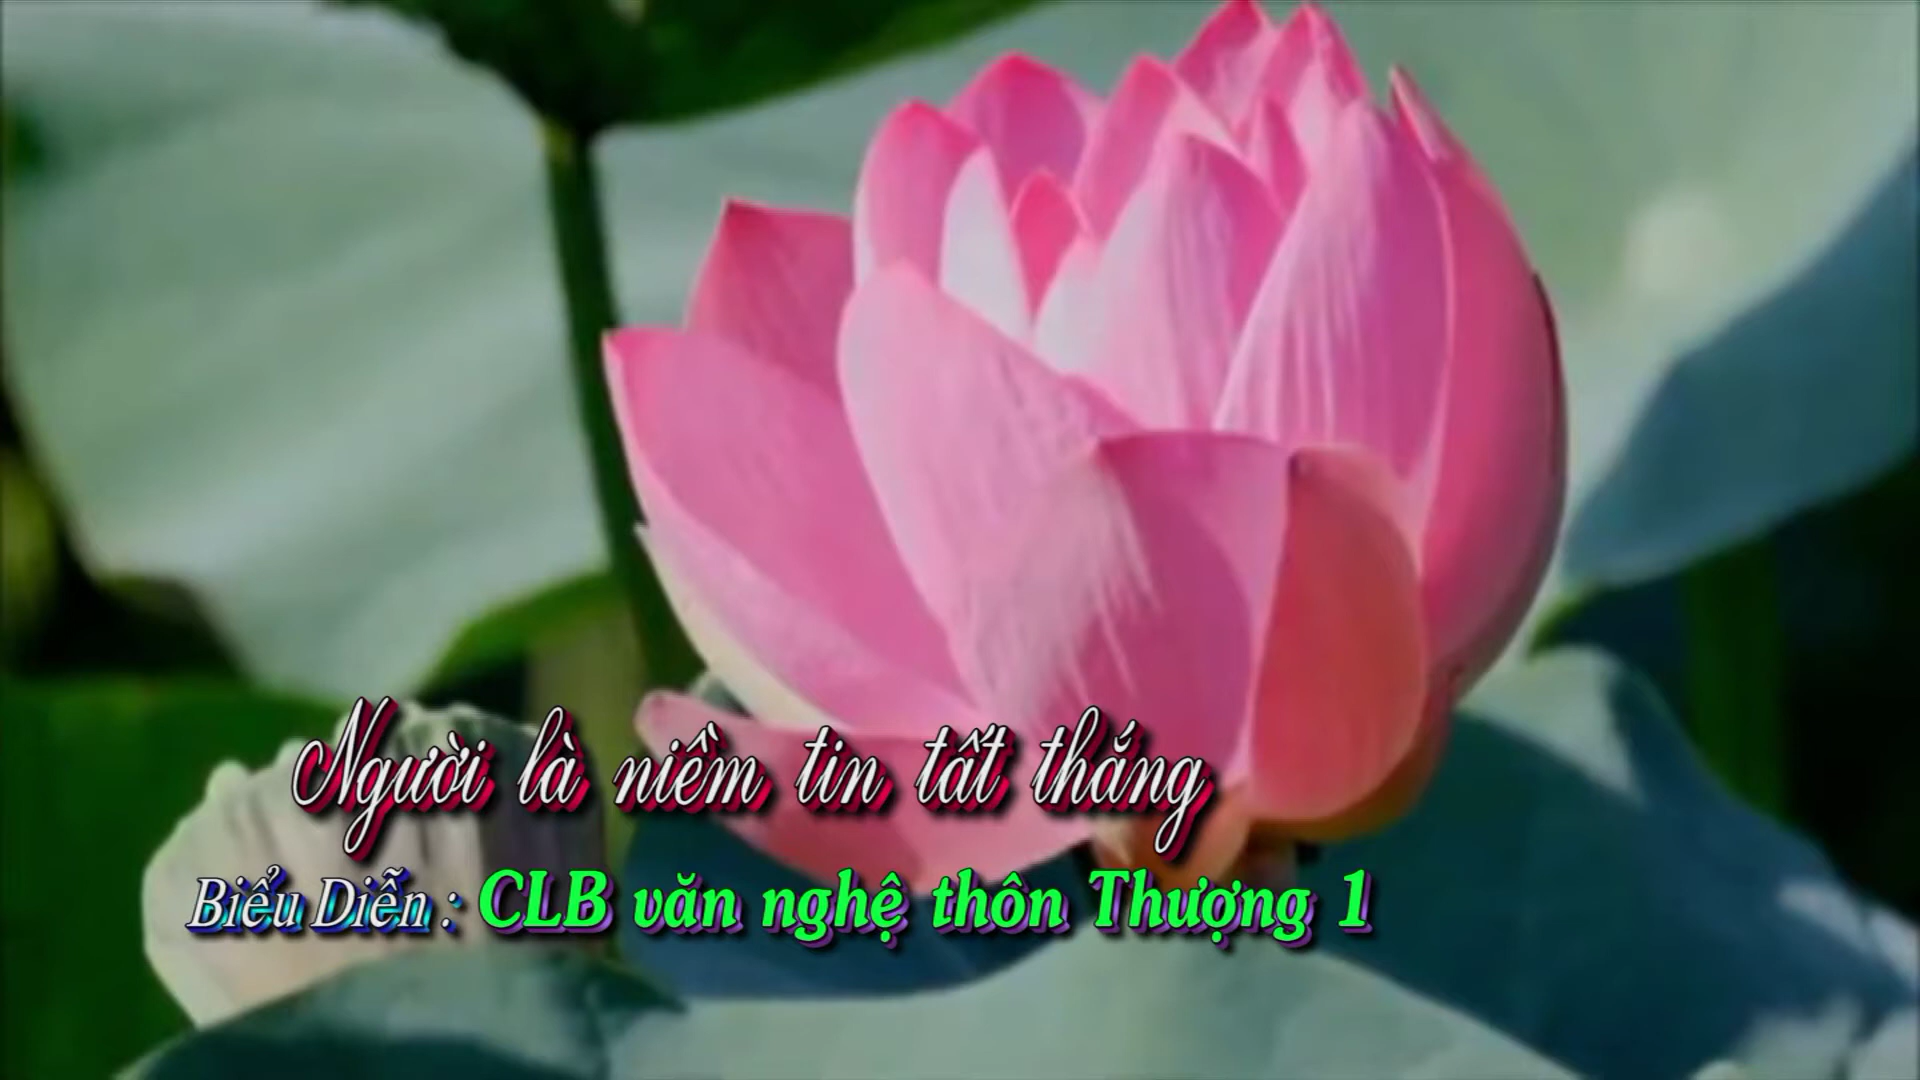 Người là niềm tin tất thắng
Biểu Diễn : CLB văn nghệ thôn Thượng 1